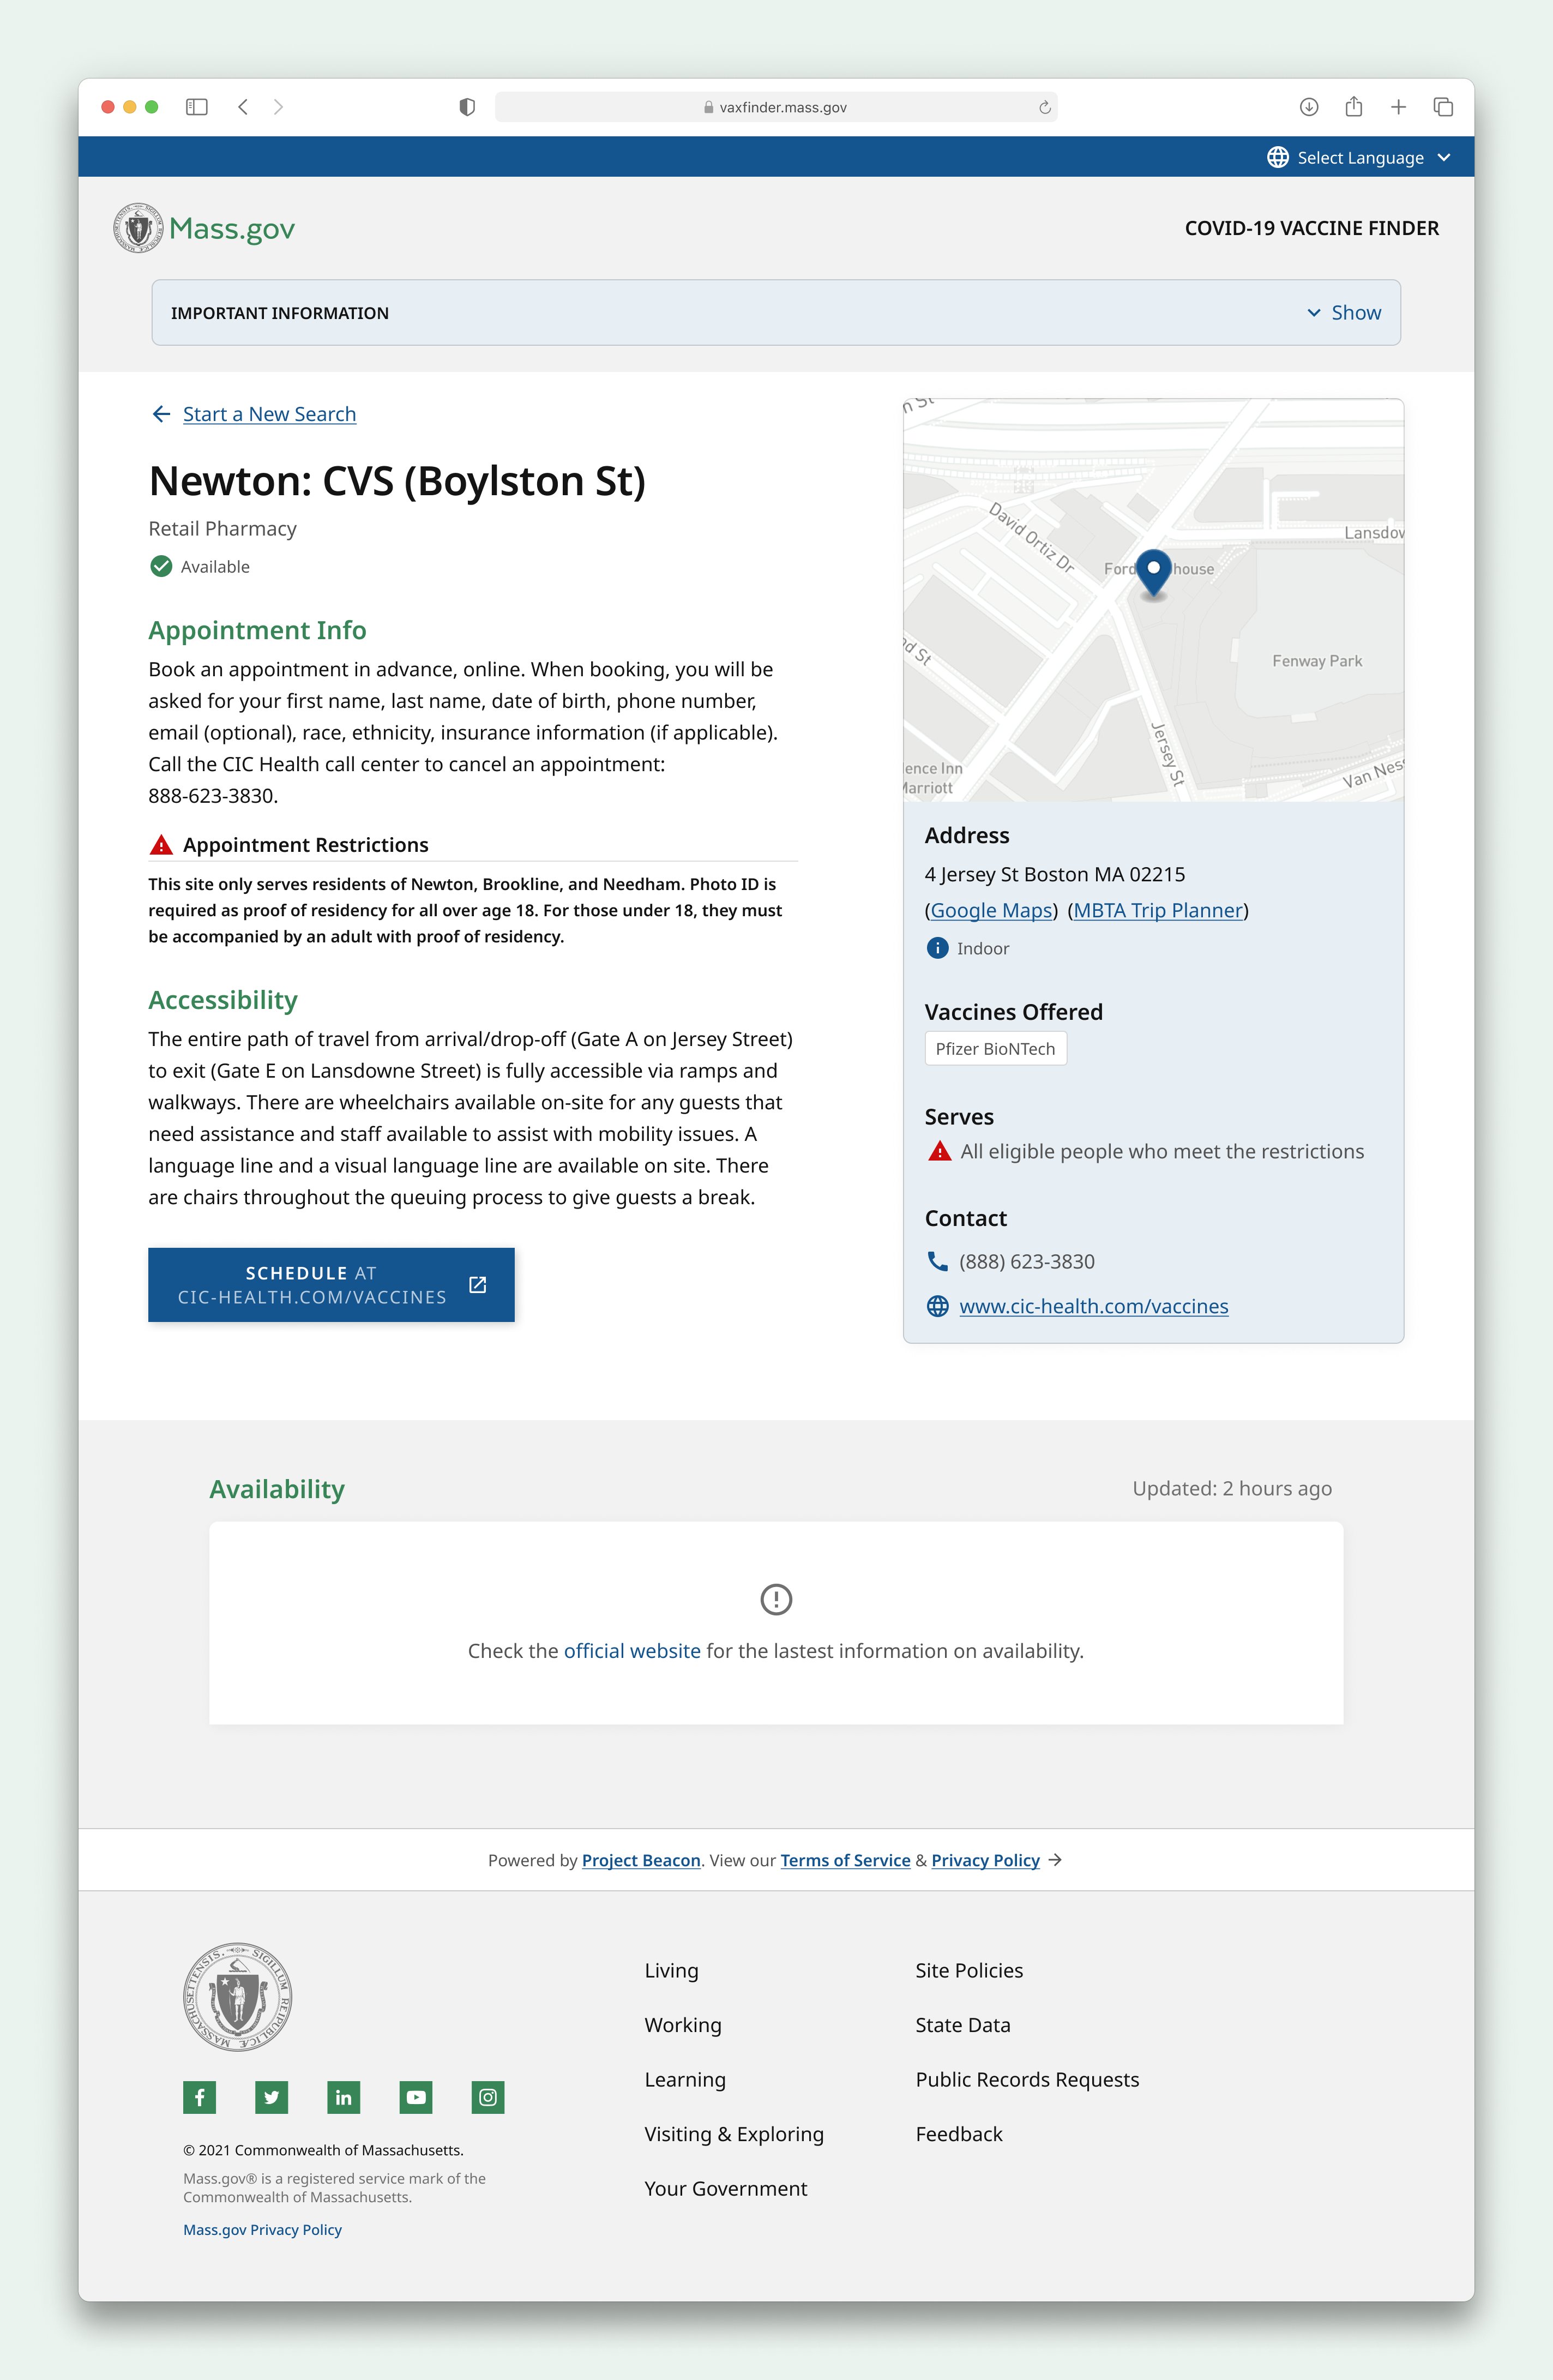 vaxfinder.mass.gov
Select Language
Mass.gov
COVID-19 VACCINE FINDER
IMPORTANT INFORMATION
Show
Start a New Search
Newton: CVS (Boylston St)
Retail Pharmacy
Available
Appointment Info
Book an appointment in advance, online. When booking, you will be
asked for your first name, last name, date of birth, phone number,
email (optional), race, ethnicity, insurance information (if applicable).
Call the CIC Health call center to cancel an appointment:
888-623-3830.
Appointment Restrictions
This site only serves residents of Newton, Brookline, and Needham. Photo ID is
required as proof of residency for all over age 18. For those under 18, they must
be accompanied by an adult with proof of residency.
Accessibility
The entire path of travel from arrival/drop-off (Gate A on Jersey Street)
to exit (Gate E on Lansdowne Street) is fully accessible via ramps and
walkways. There are wheelchairs available on-site for any guests that
need assistance and staff available to assist with mobility issues. A
language line and a visual language line are available on site. There
are chairs throughout the queuing process to give guests a break.
SCHEDULE AT
CIC-HEALTH.COM/VACCINES
n St
David Ortiz Dr
Lansdow
Ford house
Fenway Park
nd St
Jersey St
ence Inn
Marriott
Van Ness
Address
4 Jersey St Boston MA 02215
(Google Maps) (MBTA Trip Planner)
Indoor
Vaccines Offered
Pfizer BioNTech
Serves
All eligible people who meet the restrictions
Contact
(888) 623-3830
www.cic-health.com/vaccines
Availability
Updated: 2 hours ago
Check the official website for the lastest information on availability.
Powered by Project Beacon. View our Terms of Service & Privacy Policy
SIGILLUM REIPUBLICÆ MASSACHUSETTENSIS.
Living
Working
Learning
Visiting & Exploring
Your Government
Site Policies
State Data
Public Records Requests
Feedback
© 2021 Commonwealth of Massachusetts.
Mass.gov® is a registered service mark of the
Commonwealth of Massachusetts.
Mass.gov Privacy Policy